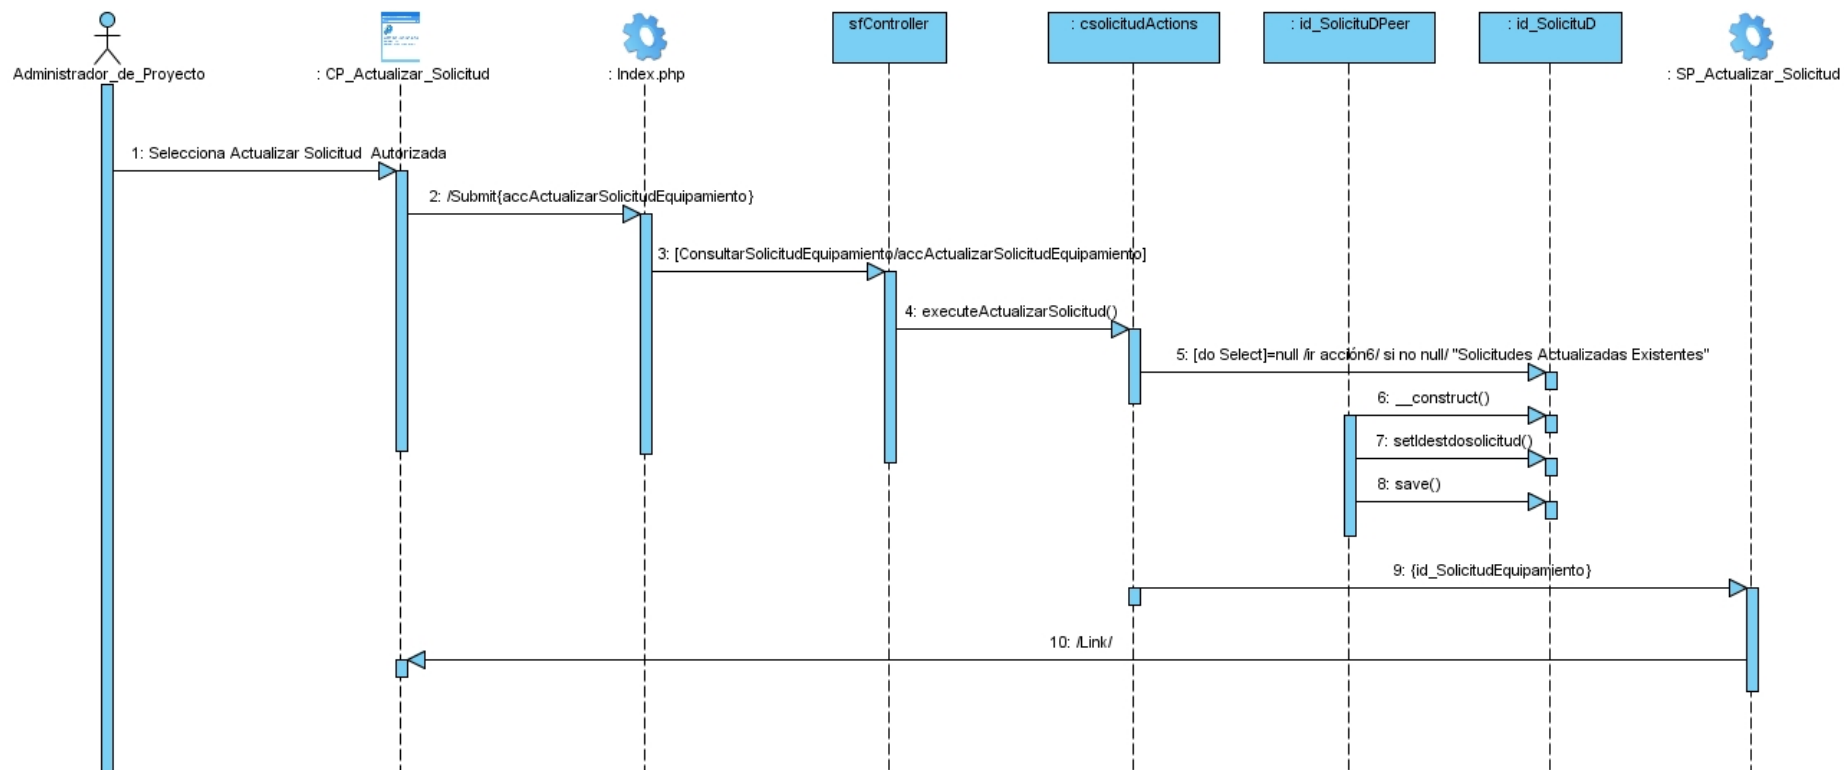 sfController
: csolicitudActions
: id_SolicituDPeer
: id_SolicituD
Administrador_de_Proyecto
: CP_Actualizar_Solicitud
: Index.php
: SP_Actualizar_Solicitud
1: Selecciona Actualizar Solicitud  Autorizada
2: /Submit{accActualizarSolicitudEquipamiento}
3: [ConsultarSolicitudEquipamiento/accActualizarSolicitudEquipamiento]
4: executeActualizarSolicitud()
5: [do Select]=null /ir acción6/ si no null/ "Solicitudes Actualizadas Existentes"
6: __construct()
7: setIdestdosolicitud()
8: save()
9: {id_SolicitudEquipamiento}
10: /Link/